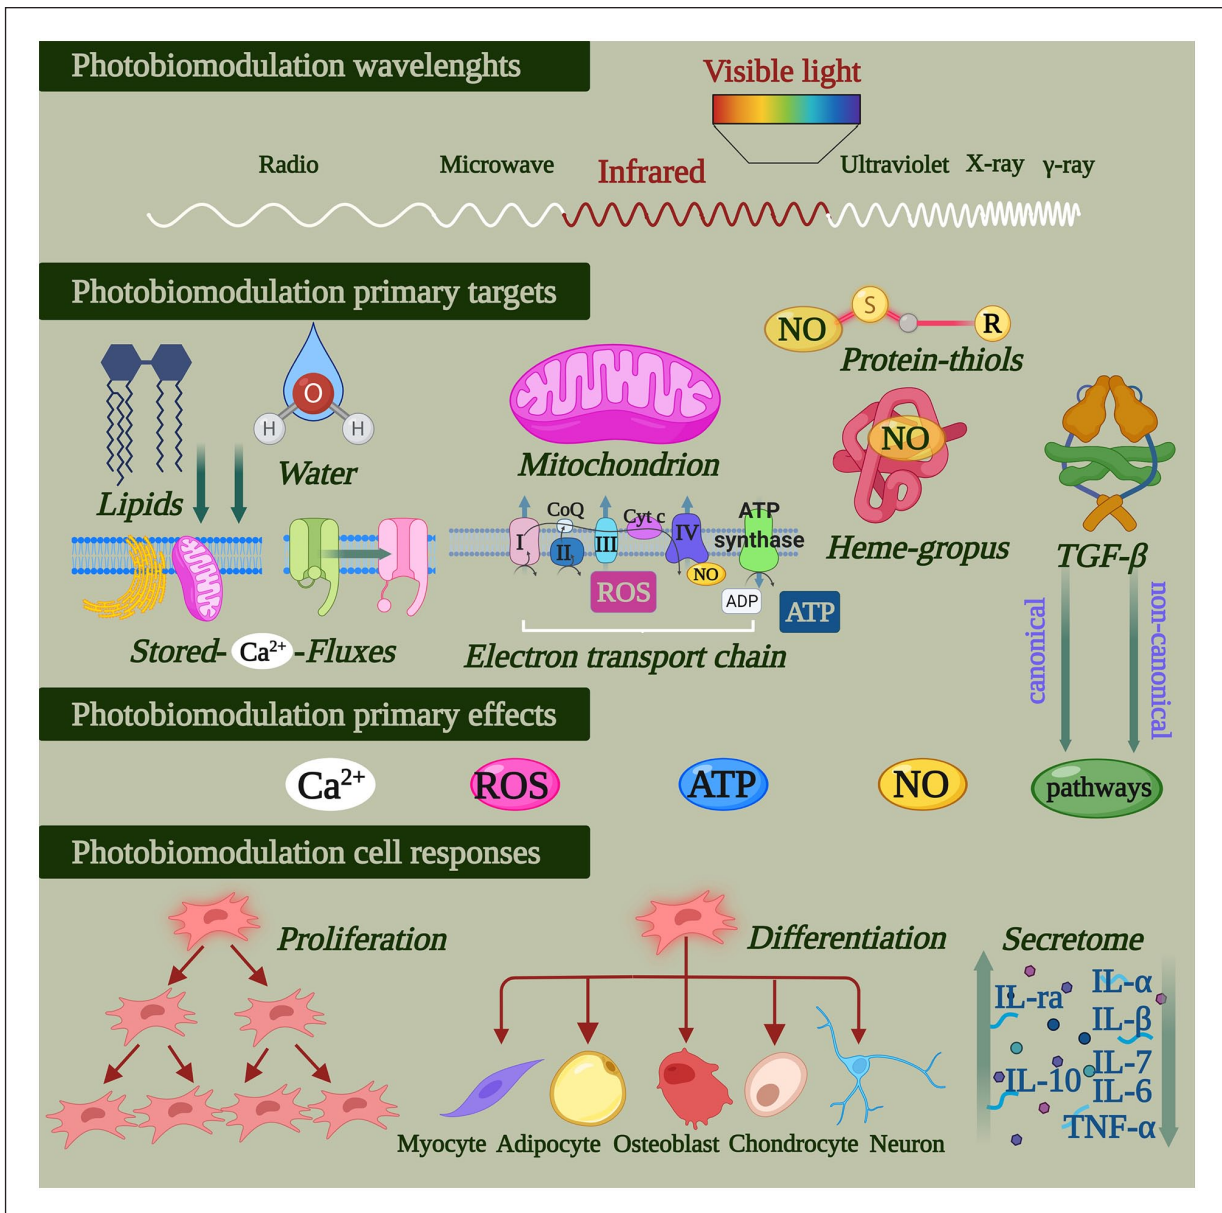 Photobiomodulation wavelenghts
Visible light
Radio
Microwave
Infrared
Ultraviolet
X-ray
γ-ray
Photobiomodulation primary targets
NO
S
R
Protein-thiols
O
H
H
Water
Lipids
Mitochondrion
NO
Heme-gropus
TGF-β
I
CoQ
II
III
Cyt c
IV
NO
ATP
synthase
ROS
ADP
ATP
Stored- Ca²⁺ -Fluxes
Electron transport chain
canonical
non-canonical
Photobiomodulation primary effects
Ca²⁺
ROS
ATP
NO
pathways
Photobiomodulation cell responses
Proliferation
Differentiation
Secretome
IL-ra
IL-α
IL-β
IL-7
IL-10
IL-6
TNF-α
Myocyte
Adipocyte
Osteoblast
Chondrocyte
Neuron